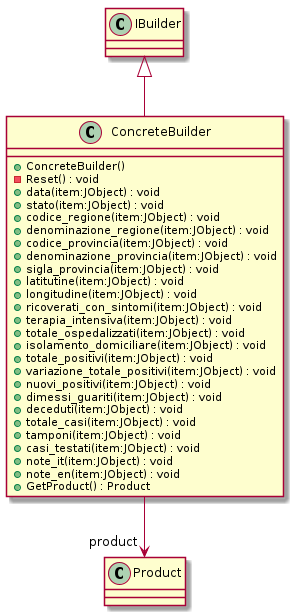 C IBuilder
C ConcreteBuilder
ConcreteBuilder()
Reset() : void
data(item:JObject) : void
stato(item:JObject) : void
codice_regione(item:JObject) : void
denominazione_regione(item:JObject) : void
codice_provincia(item:JObject) : void
denominazione_provincia(item:JObject) : void
sigla_provincia(item:JObject) : void
latitutine(item:JObject) : void
longitudine(item:JObject) : void
ricoverati_con_sintomi(item:JObject) : void
terapia_intensiva(item:JObject) : void
totale_ospedalizzati(item:JObject) : void
isolamento_domiciliare(item:JObject) : void
totale_positivi(item:JObject) : void
variazione_totale_positivi(item:JObject) : void
nuovi_positivi(item:JObject) : void
dimessi_guariti(item:JObject) : void
deceduti(item:JObject) : void
totale_casi(item:JObject) : void
tamponi(item:JObject) : void
casi_testati(item:JObject) : void
note_it(item:JObject) : void
note_en(item:JObject) : void
GetProduct() : Product
product
C Product